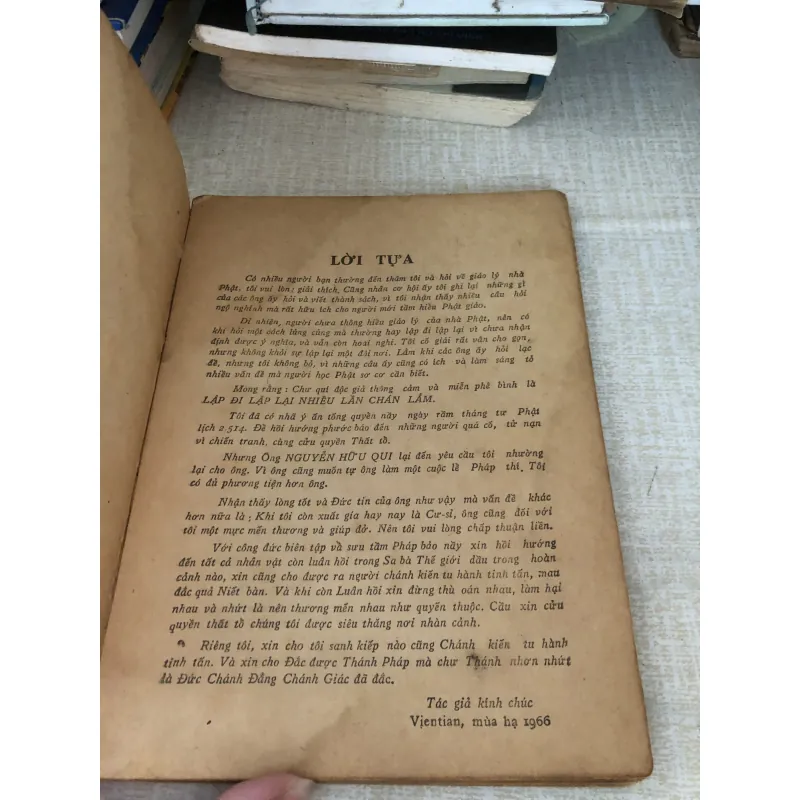 LỜI TỰA
Có nhiều người bạn thường đến thăm tôi và hỏi về giáo lý nhà
Phật. tôi vui lòn; giải thích. Cũng nhân cơ hội ấy tôi ghi lại những gì
của các ông ấy hỏi và viết thành sách, vì tôi nhận thấy nhiều câu hỏi
ngộ nghĩnh mà rất hữu ích cho người mới tầm hiểu Phật giáo.
Dĩ nhiên, người chưa thông hiểu giáo lý của nhà Phật, nên có
khi hỏi một cách lúng cúng mà thường hay lập đi lập lại vì chưa nhận
định được ý nghĩa, và vẫn còn hoài nghi. Tôi cố giải rất vắn cho gọn,
nhưng không khỏi sự lập lại một đôi nơi. Lắm khi các ông ấy hỏi lạc
đề, nhưng tôi không bỏ, vì những câu ấy cũng có ích và làm sáng tỏ
nhiều vấn đề mà người học Phật sơ cơ cần biết.
Mong rằng: Chư quí độc giả thông cảm và miễn phê bình là
LẬP ĐI LẬP LẠI NHIỀU LẦN CHÁN LẮM.
Tôi đã có nhã ý ấn tống quyển nầy ngày rằm tháng tư Phật
lịch 2.514. Để hồi hướng phước báo đến những người quá cố, tử nạn
vì chiến tranh, cùng cửu quyền Thất tổ.
Nhưng Ông NGUYỄN HỮU QUI lại đến yêu cầu tôi nhường
lại cho ông. Vì ông cũng muốn tự ông làm một cuộc lễ Pháp thí. Tôi
có đủ phương tiện hơn ông.
Nhận thấy lòng tốt và Đức tin của ông như vậy mà vấn đề khác
hơn nữa là: Khi tôi còn xuất gia hay nay là Cư-sĩ, ông cũng đối với
tôi một mực mến thương và giúp đở. Nên tôi vui lòng chấp thuận liền.
Với công đức biên tập và sưu tầm Pháp bảo nầy xin hồi hướng
đến tất cả nhân vật còn luân hồi trong Sa bà Thế giới dầu trong hoàn
cảnh nào, xin cũng cho được ra người chánh kiến tu hành tinh tấn, mau
đắc quả Niết bàn. Và khi còn Luân hồi xin đừng thù oán nhau, làm hại
nhau và nhứt là nên thương mến nhau như quyến thuộc. Cầu xin cửu
quyền thất tổ chúng tôi được siêu thăng nơi nhàn cảnh.
Riêng tôi, xin cho tôi sanh kiếp nào cũng Chánh kiến tu hành
tinh tấn. Và xin cho Đắc được Thánh Pháp mà chư Thánh nhơn nhứt
là Đức Chánh Đẳng Chánh Giác đã đắc.
Tác giả kính chúc
Vientian, mùa hạ 1966